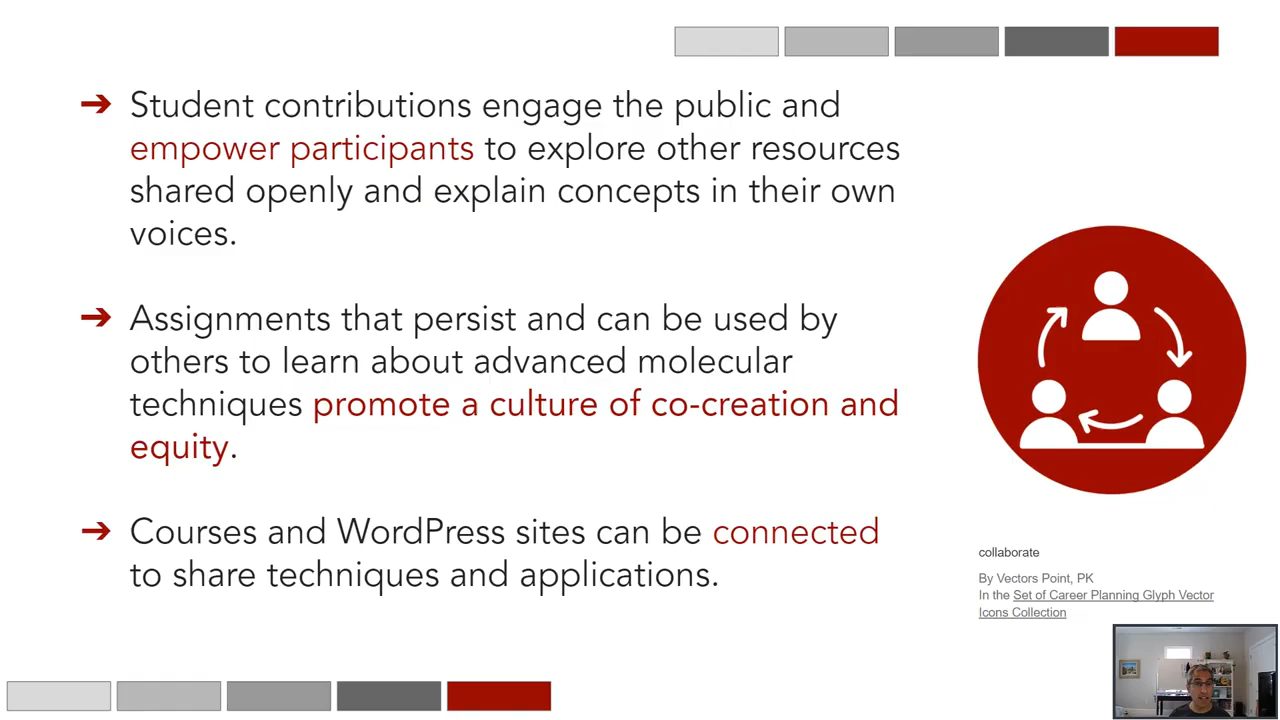 ➔ Student contributions engage the public and
empower participants to explore other resources
shared openly and explain concepts in their own
voices.
➔ Assignments that persist and can be used by
others to learn about advanced molecular
techniques promote a culture of co-creation and
equity.
➔ Courses and WordPress sites can be connected
to share techniques and applications.
collaborate
By Vectors Point, PK
In the Set of Career Planning Glyph Vector
Icons Collection